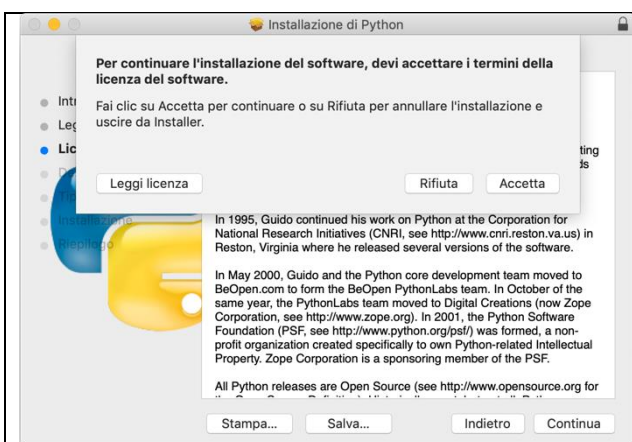 Installazione di Python
Per continuare l'installazione del software, devi accettare i termini della
licenza del software.
Fai clic su Accetta per continuare o su Rifiuta per annullare l'installazione e
uscire da Installer.
Leggi licenza
Rifiuta
Accetta
Installazione
Riepilogo
In 1995, Guido continued his work on Python at the Corporation for
National Research Initiatives (CNRI, see http://www.cnri.reston.va.us) in
Reston, Virginia where he released several versions of the software.
In May 2000, Guido and the Python core development team moved to
BeOpen.com to form the BeOpen PythonLabs team. In October of the
same year, the PythonLabs team moved to Digital Creations (now Zope
Corporation, see http://www.zope.org). In 2001, the Python Software
Foundation (PSF, see http://www.python.org/psf/) was formed, a non-
profit organization created specifically to own Python-related Intellectual
Property. Zope Corporation is a sponsoring member of the PSF.
All Python releases are Open Source (see http://www.opensource.org for
Stampa...
Salva...
Indietro
Continua